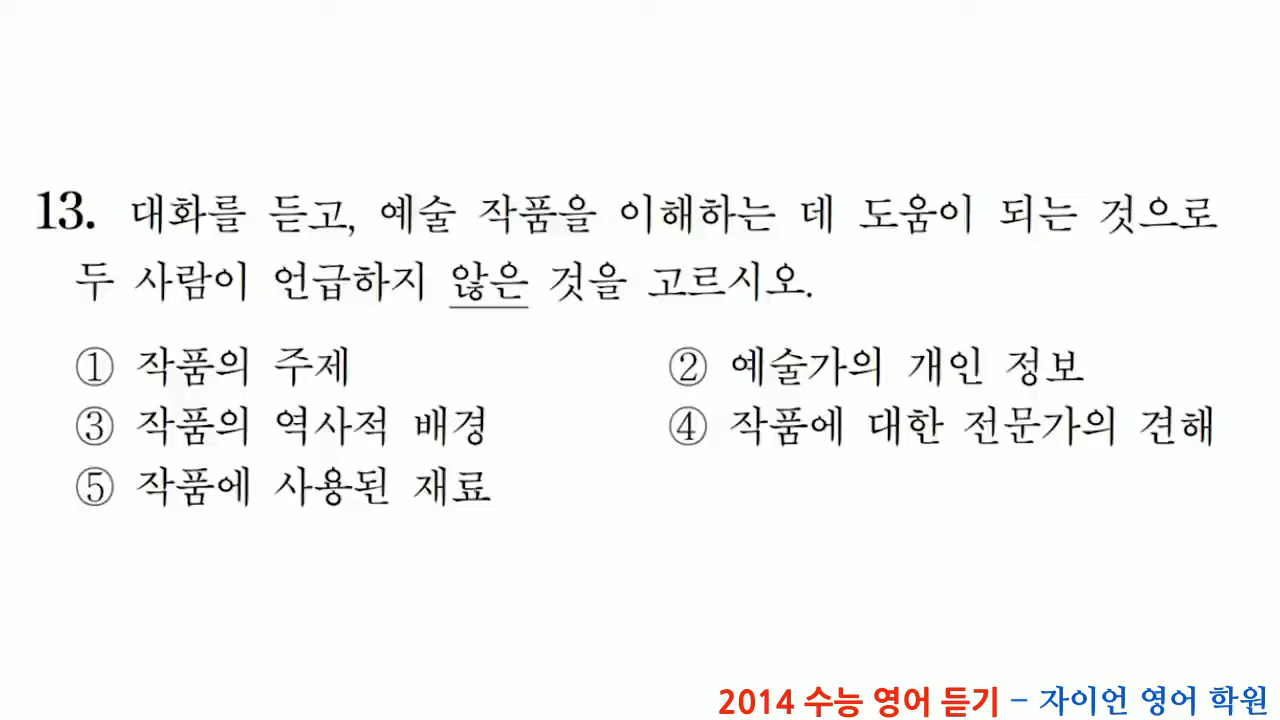 13. 대화를 듣고, 예술 작품을 이해하는 데 도움이 되는 것으로
두 사람이 언급하지 않은 것을 고르시오.
① 작품의 주제 ② 예술가의 개인 정보
③ 작품의 역사적 배경 ④ 작품에 대한 전문가의 견해
⑤ 작품에 사용된 재료
2014 수능 영어 듣기 - 자이언 영어 학원